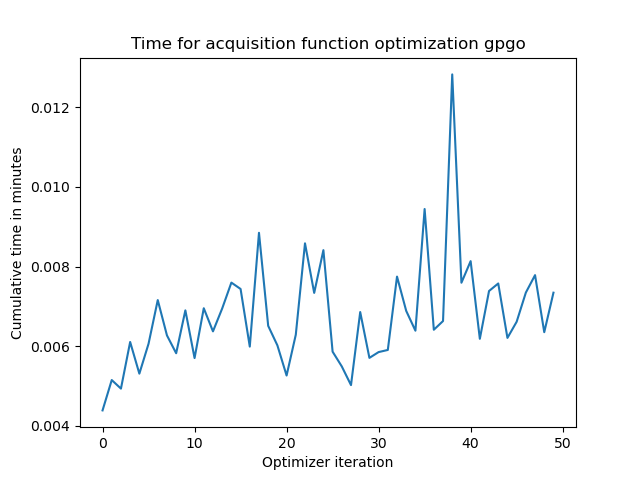 Time for acquisition function optimization gpgo
Cumulative time in minutes
0.012
0.010
0.008
0.006
0.004
0 10 20 30 40 50
Optimizer iteration